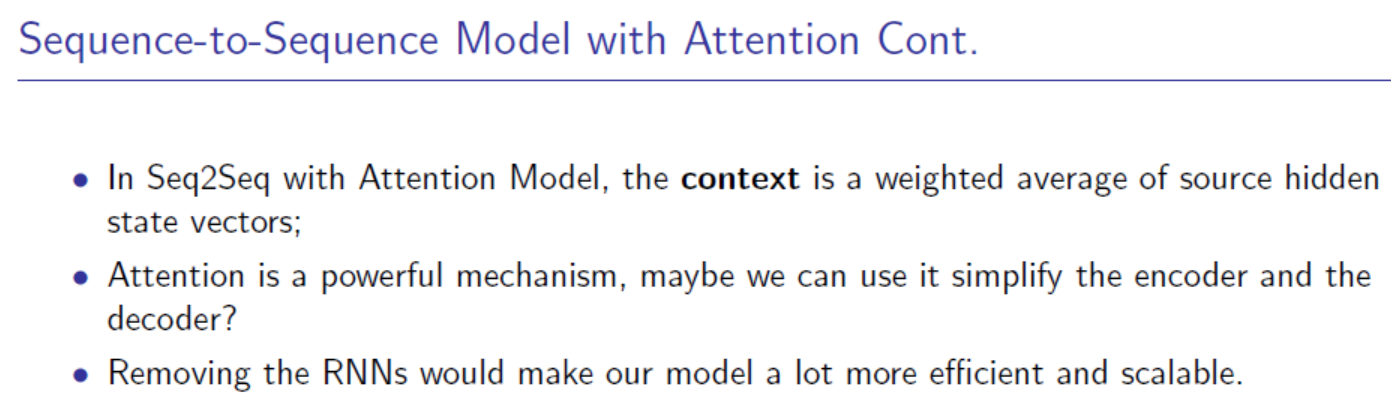 Sequence-to-Sequence Model with Attention Cont.
• In Seq2Seq with Attention Model, the context is a weighted average of source hidden
state vectors;
• Attention is a powerful mechanism, maybe we can use it simplify the encoder and the
decoder?
• Removing the RNNs would make our model a lot more efficient and scalable.